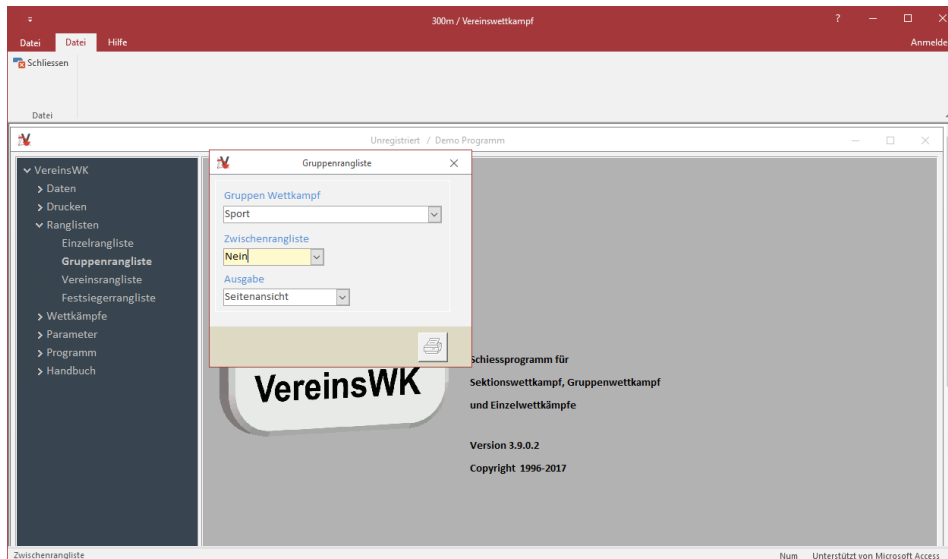 300m / Vereinswettkampf
?
Datei Datei Hilfe Anmelde
Schliessen
Datei
Unregistriert / Demo Programm
VereinsWK
Daten
Drucken
Ranglisten
Einzelrangliste
Gruppenrangliste
Vereinsrangliste
Festsiegerrangliste
Wettkämpfe
Parameter
Programm
Handbuch
Gruppenrangliste
Gruppen Wettkampf
Sport
Zwischenrangliste
Nein
Ausgabe
Seitenansicht
VereinsWK
Schiessprogramm für
Sektionswettkampf, Gruppenwettkampf
und Einzelwettkämpfe
Version 3.9.0.2
Copyright 1996-2017
Zwischenrangliste Num Unterstützt von Microsoft Access